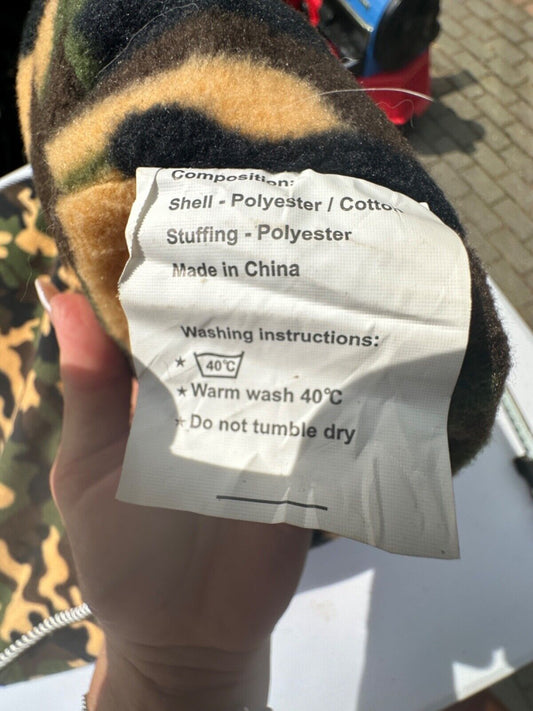 Composition:
Shell - Polyester / Cotton
Stuffing - Polyester
Made in China
Washing instructions:
★ 40°C
★ Warm wash 40°C
★ Do not tumble dry